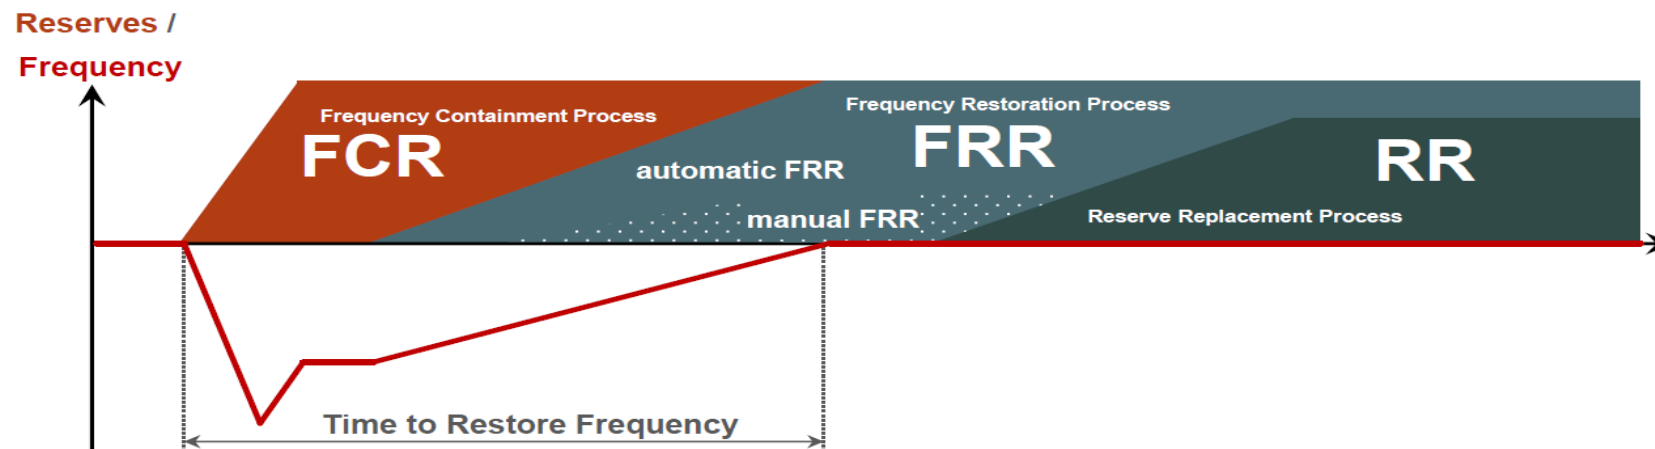 Reserves /
Frequency
Frequency Containment Process
FCR
Frequency Restoration Process
FRR
automatic FRR
manual FRR
RR
Reserve Replacement Process
Time to Restore Frequency